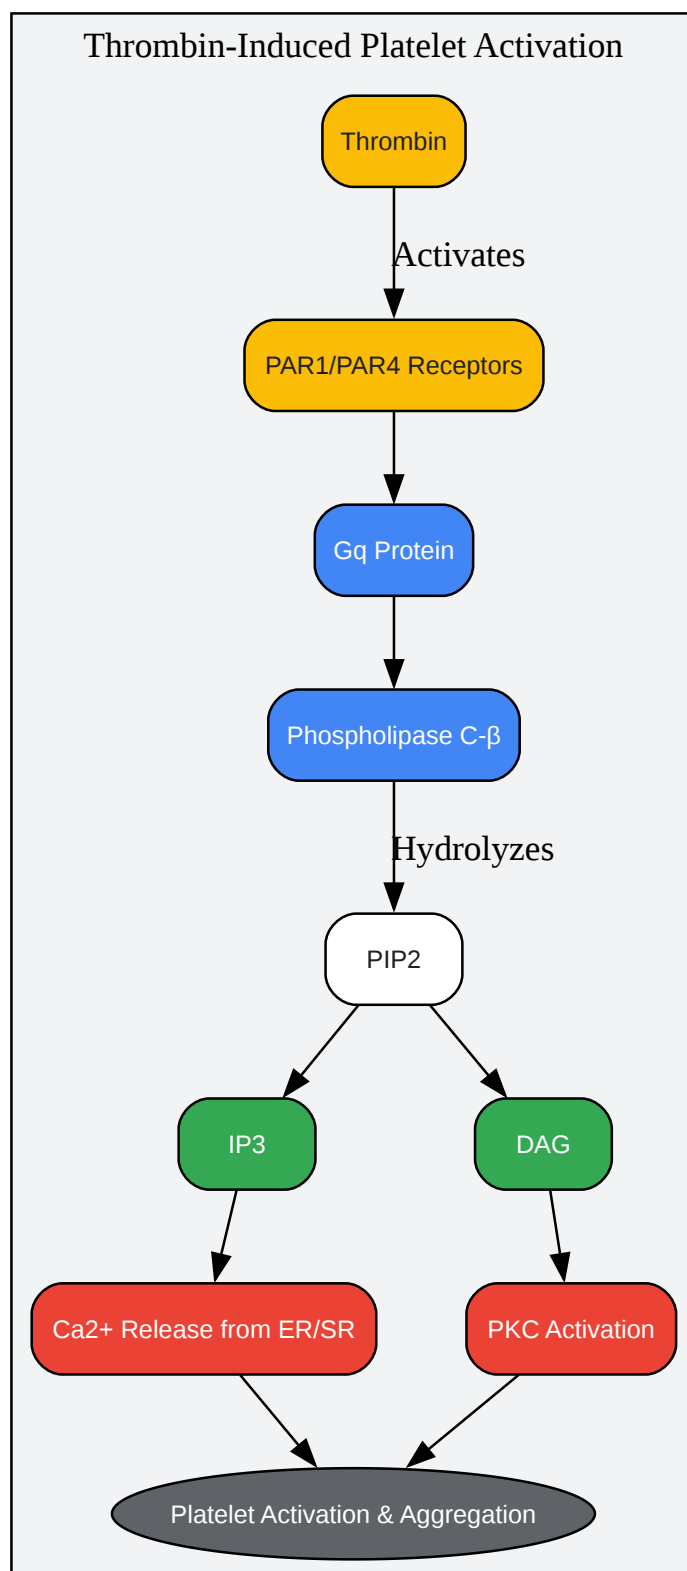 Thrombin-Induced Platelet Activation
Thrombin
Activates
PAR1/PAR4 Receptors
Gq Protein
Phospholipase C-β
Hydrolyzes
PIP2
IP3
DAG
Ca2+ Release from ER/SR
PKC Activation
Platelet Activation & Aggregation